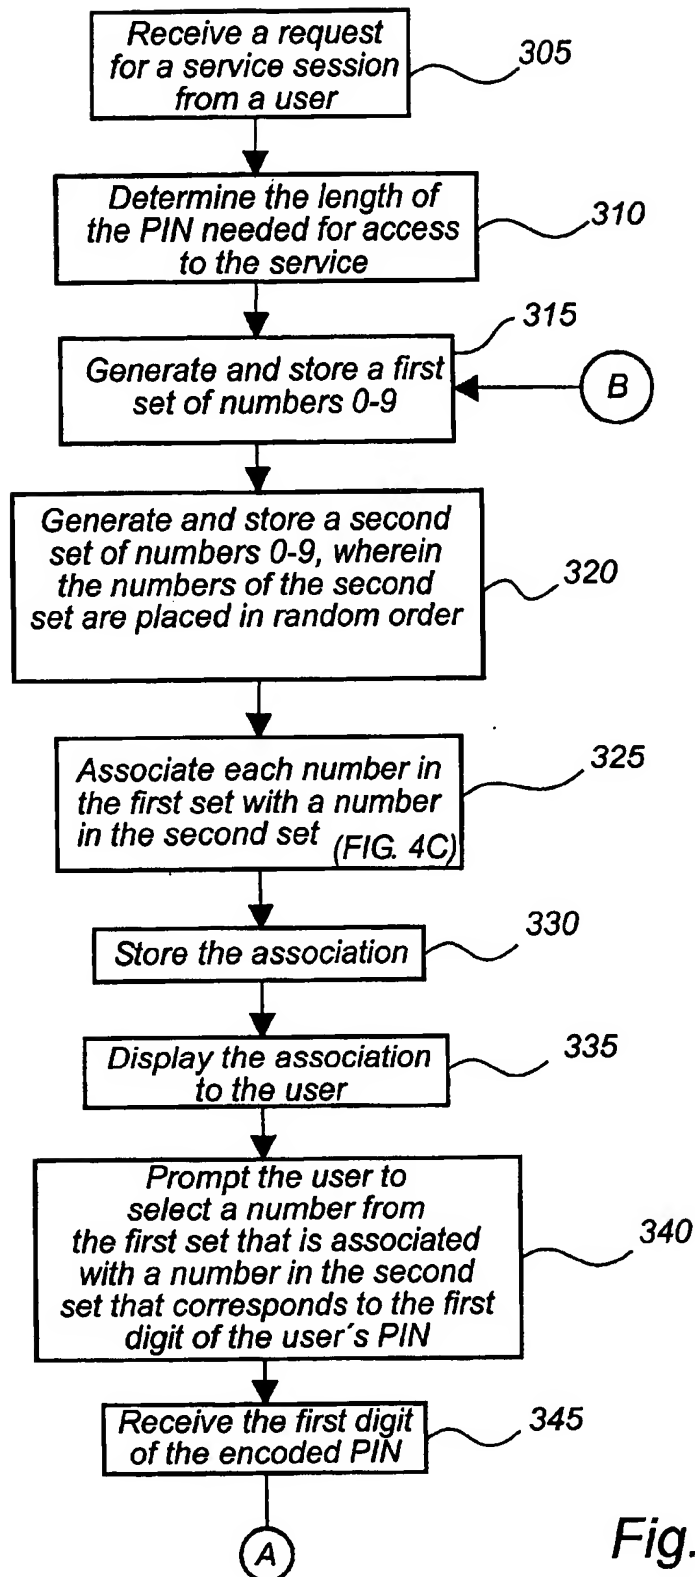 Receive a request
for a service session
from a user
305
Determine the length of
the PIN needed for access
to the service
310
315
Generate and store a first
set of numbers 0-9
B
Generate and store a second
set of numbers 0-9, wherein
the numbers of the second
set are placed in random order
320
Associate each number in
the first set with a number
in the second set (FIG. 4C)
325
Store the association
330
Display the association
to the user
335
Prompt the user to
select a number from
the first set that is associated
with a number in the second
set that corresponds to the first
digit of the user´s PIN
340
Receive the first digit
of the encoded PIN
345
A
Fig.